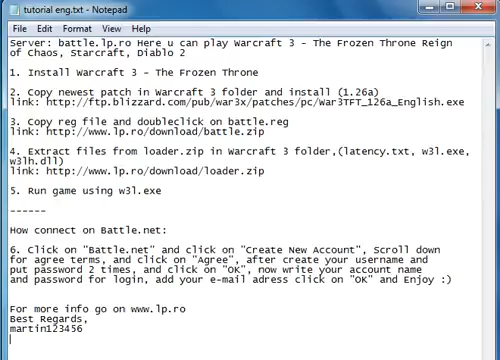 tutorial eng.txt - Notepad
File Edit Format View Help
Server: battle.lp.ro Here u can play Warcraft 3 - The Frozen Throne Reign
of Chaos, Starcraft, Diablo 2
1. Install Warcraft 3 - The Frozen Throne
2. Copy newest patch in Warcraft 3 folder and install (1.26a)
link: http://ftp.blizzard.com/pub/war3x/patches/pc/War3TFT_126a_English.exe
3. Copy reg file and doubleclick on battle.reg
link: http://www.lp.ro/download/battle.zip
4. Extract files from loader.zip in Warcraft 3 folder,(latency.txt, w3l.exe,
w3lh.dll)
link: http://www.lp.ro/download/loader.zip
5. Run game using w3l.exe
------
How connect on Battle.net:
6. Click on "Battle.net" and click on "Create New Account", Scroll down
for agree terms, and click on "Agree", after create your username and
put password 2 times, and click on "OK", now write your account name
and password for login, add your e-mail adress click on "OK" and Enjoy :)
For more info go on www.lp.ro
Best Regards,
martin123456